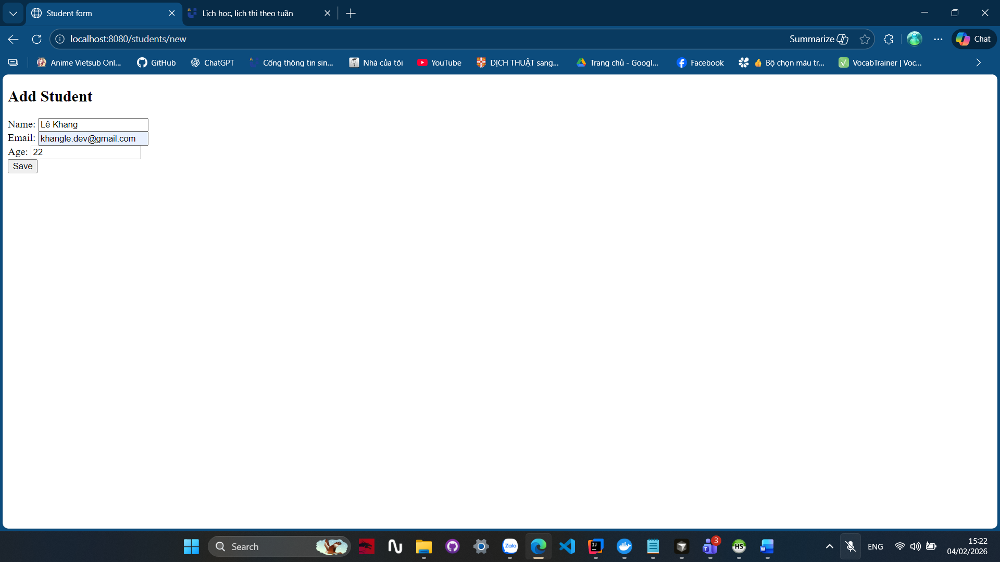 Student form
Lịch học, lịch thi theo tuần
localhost:8080/students/new
Summarize
Chat
Anime Vietsub Onl...
GitHub
ChatGPT
Cổng thông tin sin...
Nhà của tôi
YouTube
DỊCH THUẬT sang...
Trang chủ - Googl...
Facebook
👍 Bộ chọn màu tr...
VocabTrainer | Voc...
Add Student
Name: Lê Khang
Email: khangle.dev@gmail.com
Age: 22
Save
Search
Zalo
IJ
3
T
HS
W
ENG
15:22
04/02/2026